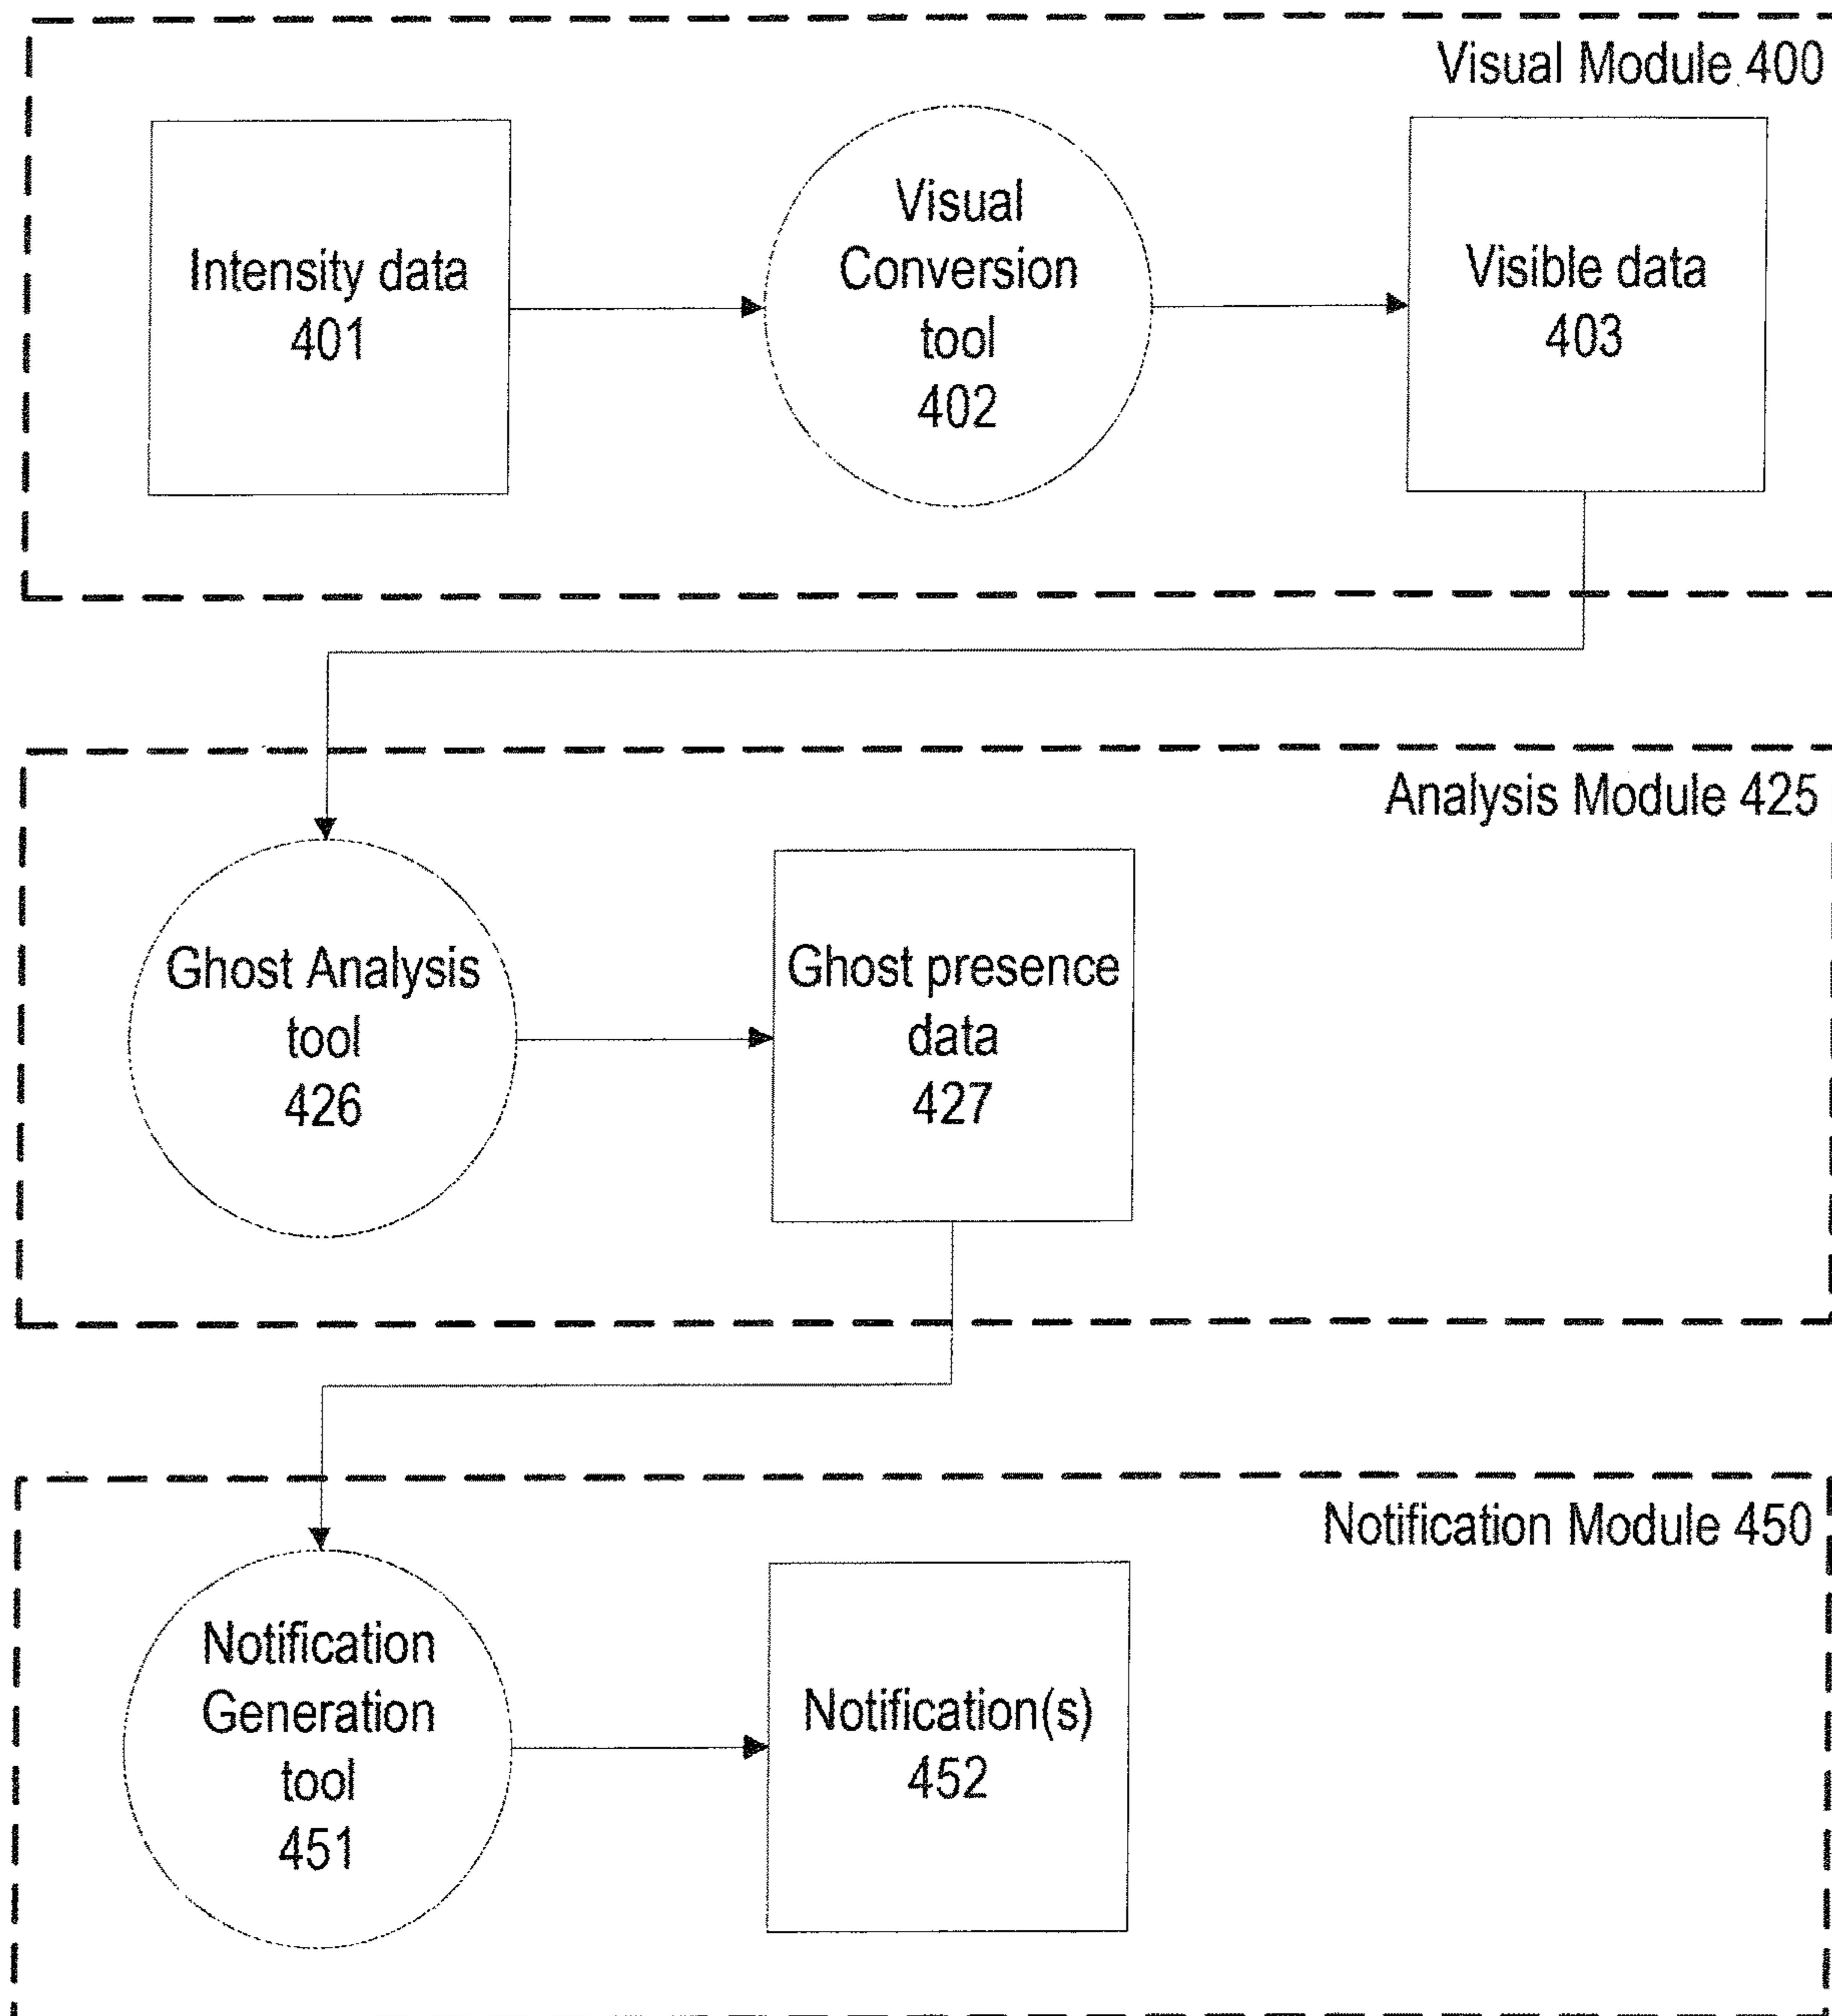 Visual Module 400
Intensity data
401
Visual
Conversion
tool
402
Visible data
403
Analysis Module 425
Ghost Analysis
tool
426
Ghost presence
data
427
Notification Module 450
Notification
Generation
tool
451
Notification(s)
452